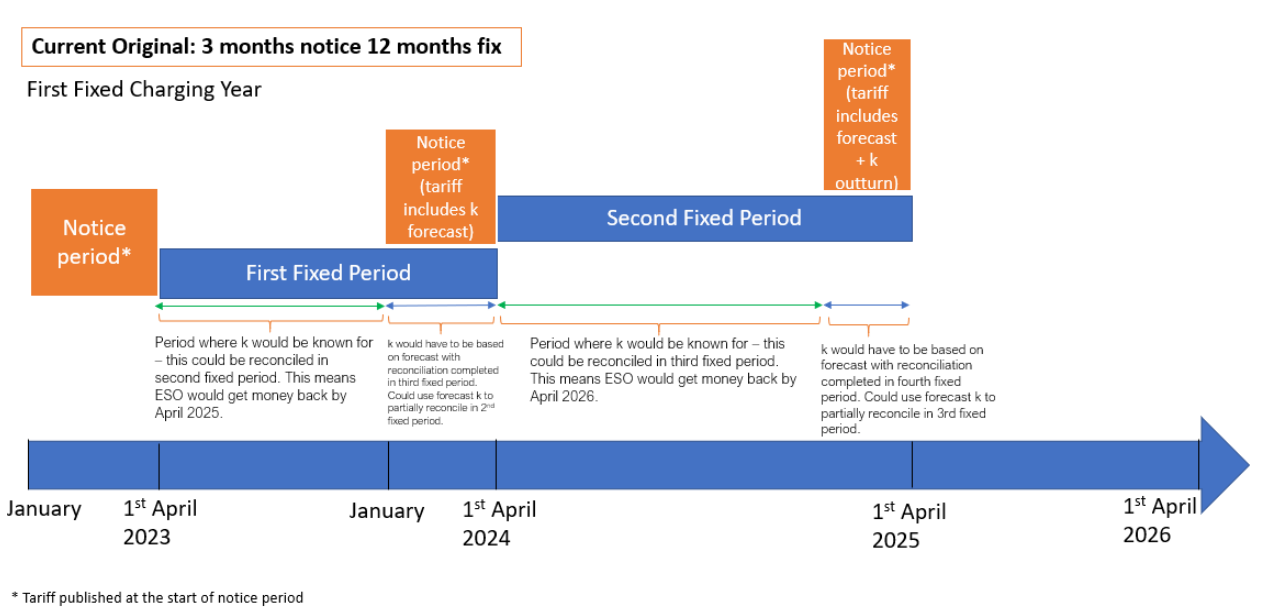 Current Original: 3 months notice 12 months fix
First Fixed Charging Year
Notice
period*
(tariff
includes
forecast
+ k
outturn)
Notice
period*
(tariff
includes k
forecast)
Notice
period*
Second Fixed Period
First Fixed Period
Period where k would be known for
– this could be reconciled in
second fixed period. This means
ESO would get money back by
April 2025.
k would have to be based
on forecast with
reconciliation completed
in third fixed period.
Could use forecast k to
partially reconcile in 2nd
fixed period.
Period where k would be known for – this
could be reconciled in third fixed period.
This means ESO would get money back by
April 2026.
k would have to be based on
forecast with reconciliation
completed in fourth fixed
period. Could use forecast k to
partially reconcile in 3rd fixed
period.
January
1st April
2023
January
1st April
2024
1st April
2025
1st April
2026
* Tariff published at the start of notice period